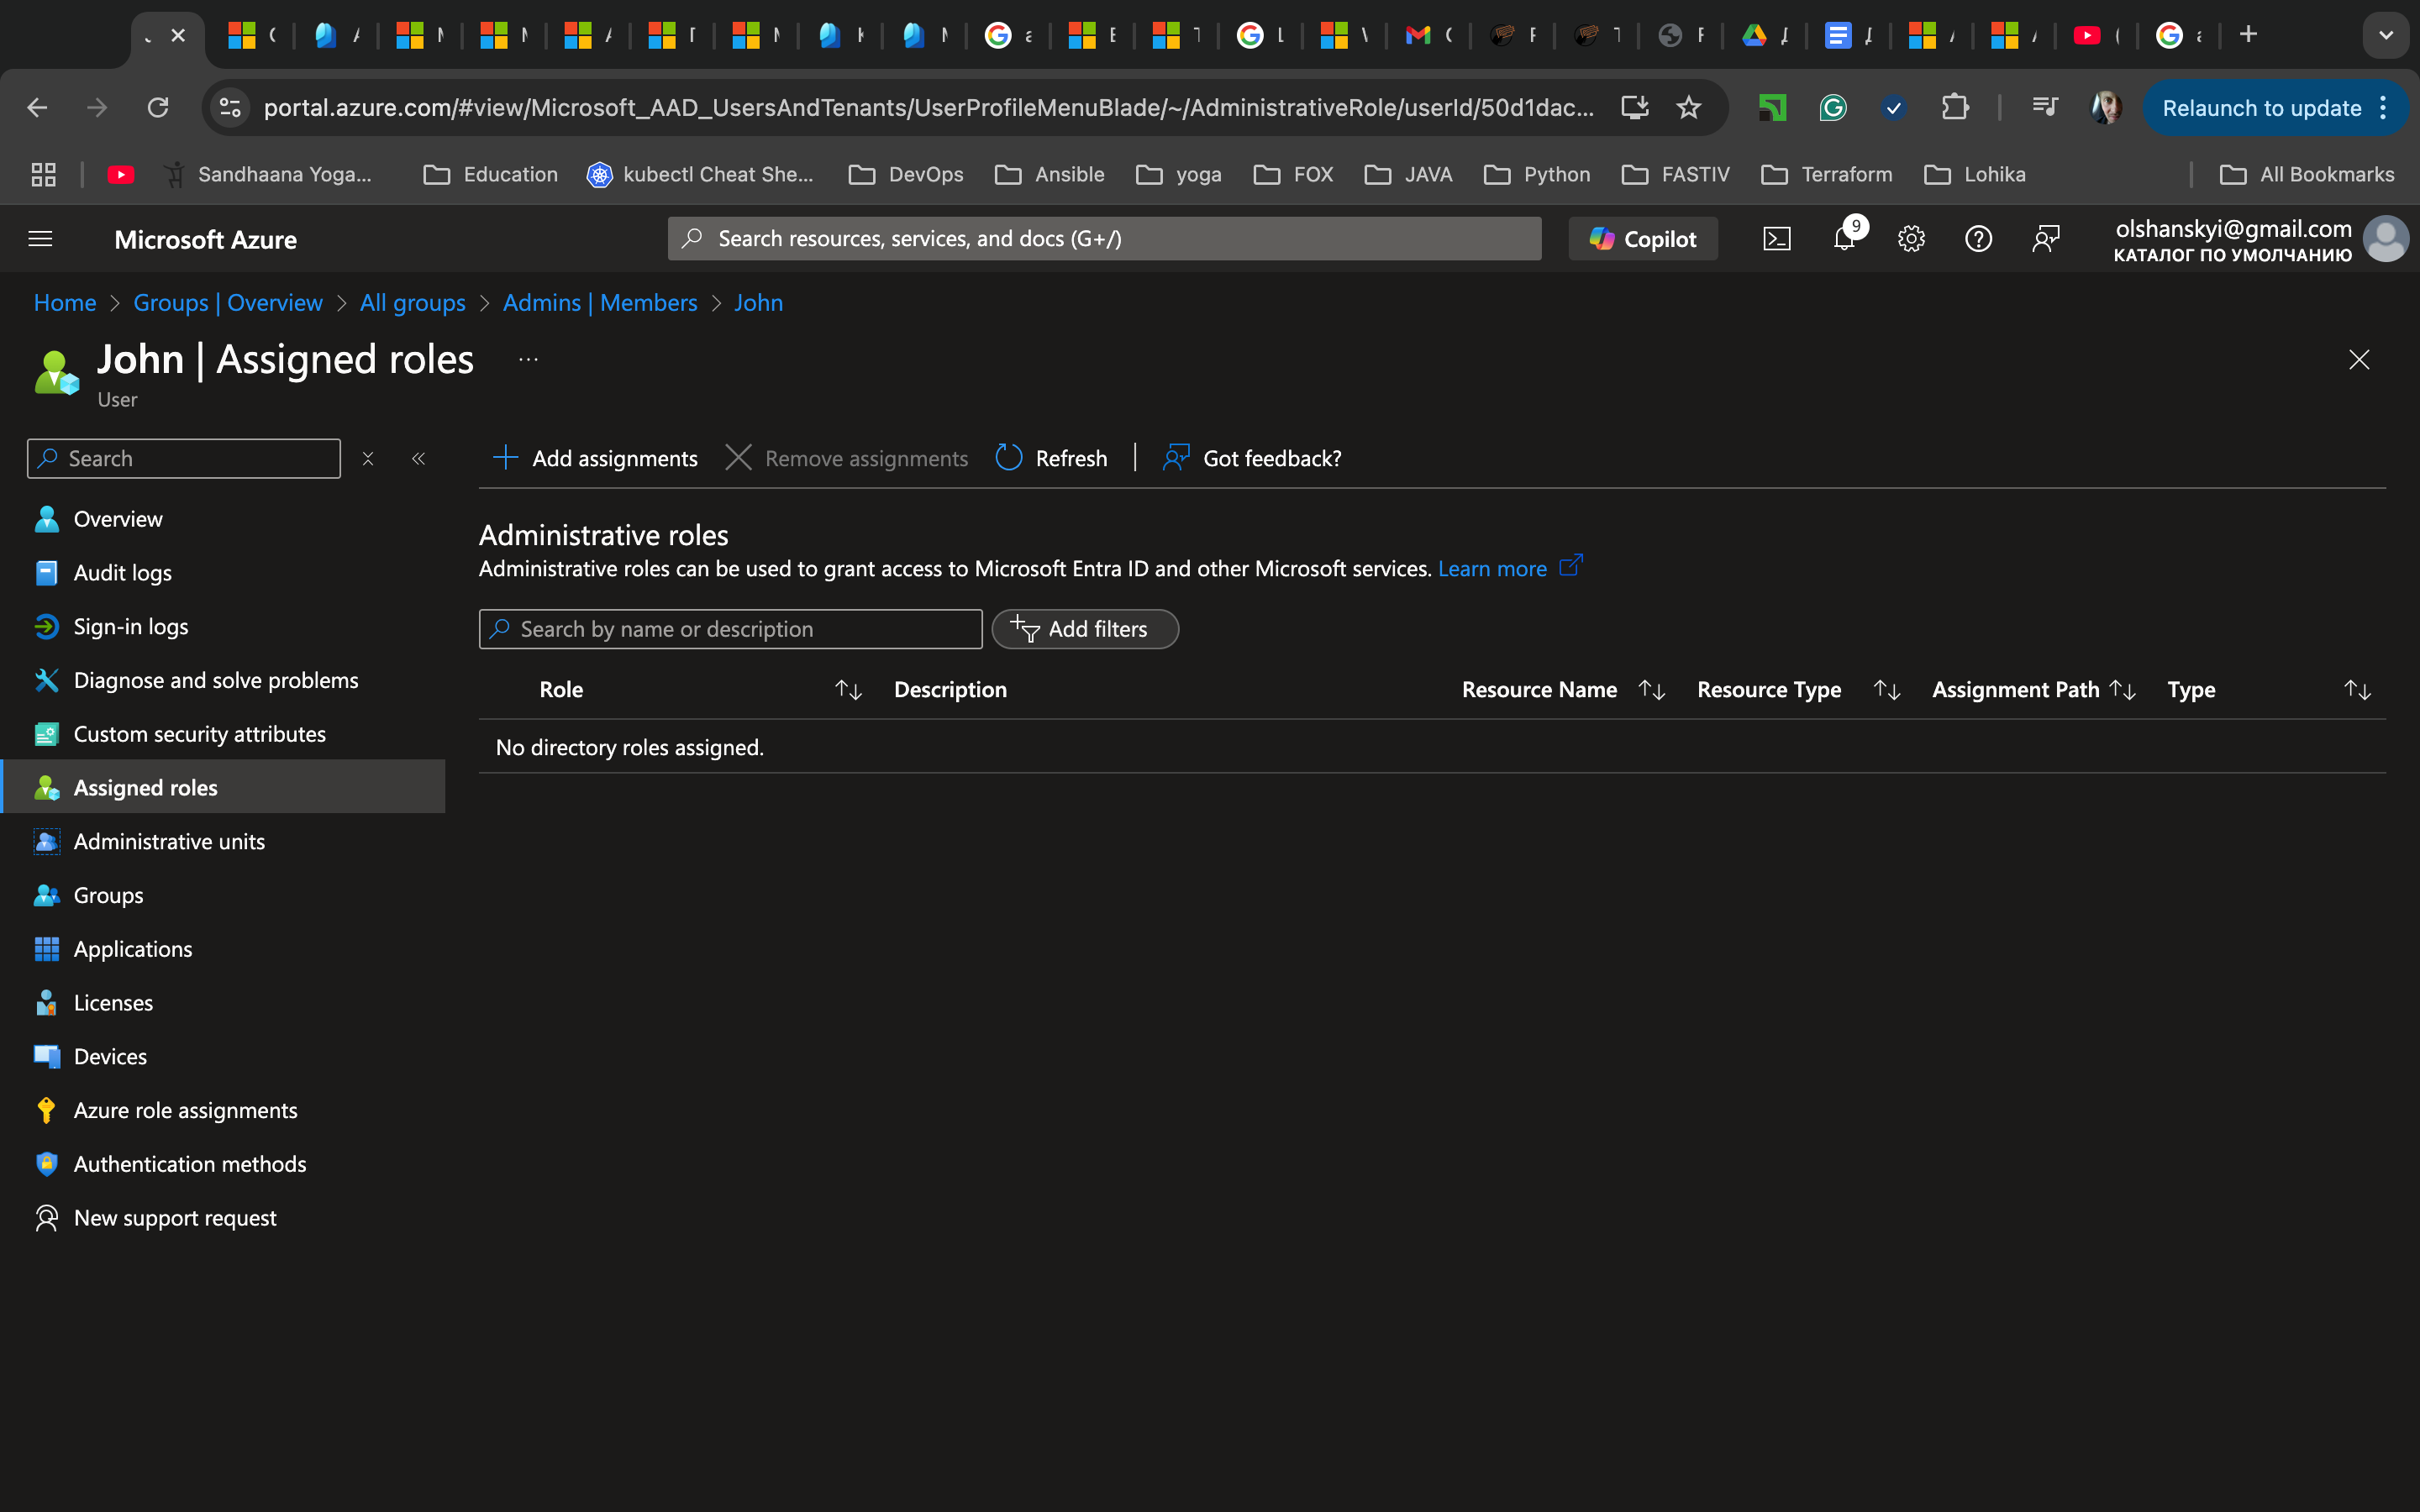 portal.azure.com/#view/Microsoft_AAD_UsersAndTenants/UserProfileMenuBlade/~/AdministrativeRole/userId/50d1dac...
Relaunch to update
Sandhaana Yoga...
Education
kubectl Cheat She...
DevOps
Ansible
yoga
FOX
JAVA
Python
FASTIV
Terraform
Lohika
All Bookmarks
Microsoft Azure
Search resources, services, and docs (G+/)
Copilot
9
olshanskyi@gmail.com
КАТАЛОГ ПО УМОЛЧАНИЮ
Home > Groups | Overview > All groups > Admins | Members > John
John | Assigned roles ...
User
Search
Add assignments
Remove assignments
Refresh
Got feedback?
Overview
Audit logs
Sign-in logs
Diagnose and solve problems
Custom security attributes
Assigned roles
Administrative units
Groups
Applications
Licenses
Devices
Azure role assignments
Authentication methods
New support request
Administrative roles
Administrative roles can be used to grant access to Microsoft Entra ID and other Microsoft services. Learn more
Search by name or description
Add filters
Role
Description
Resource Name
Resource Type
Assignment Path
Type
No directory roles assigned.